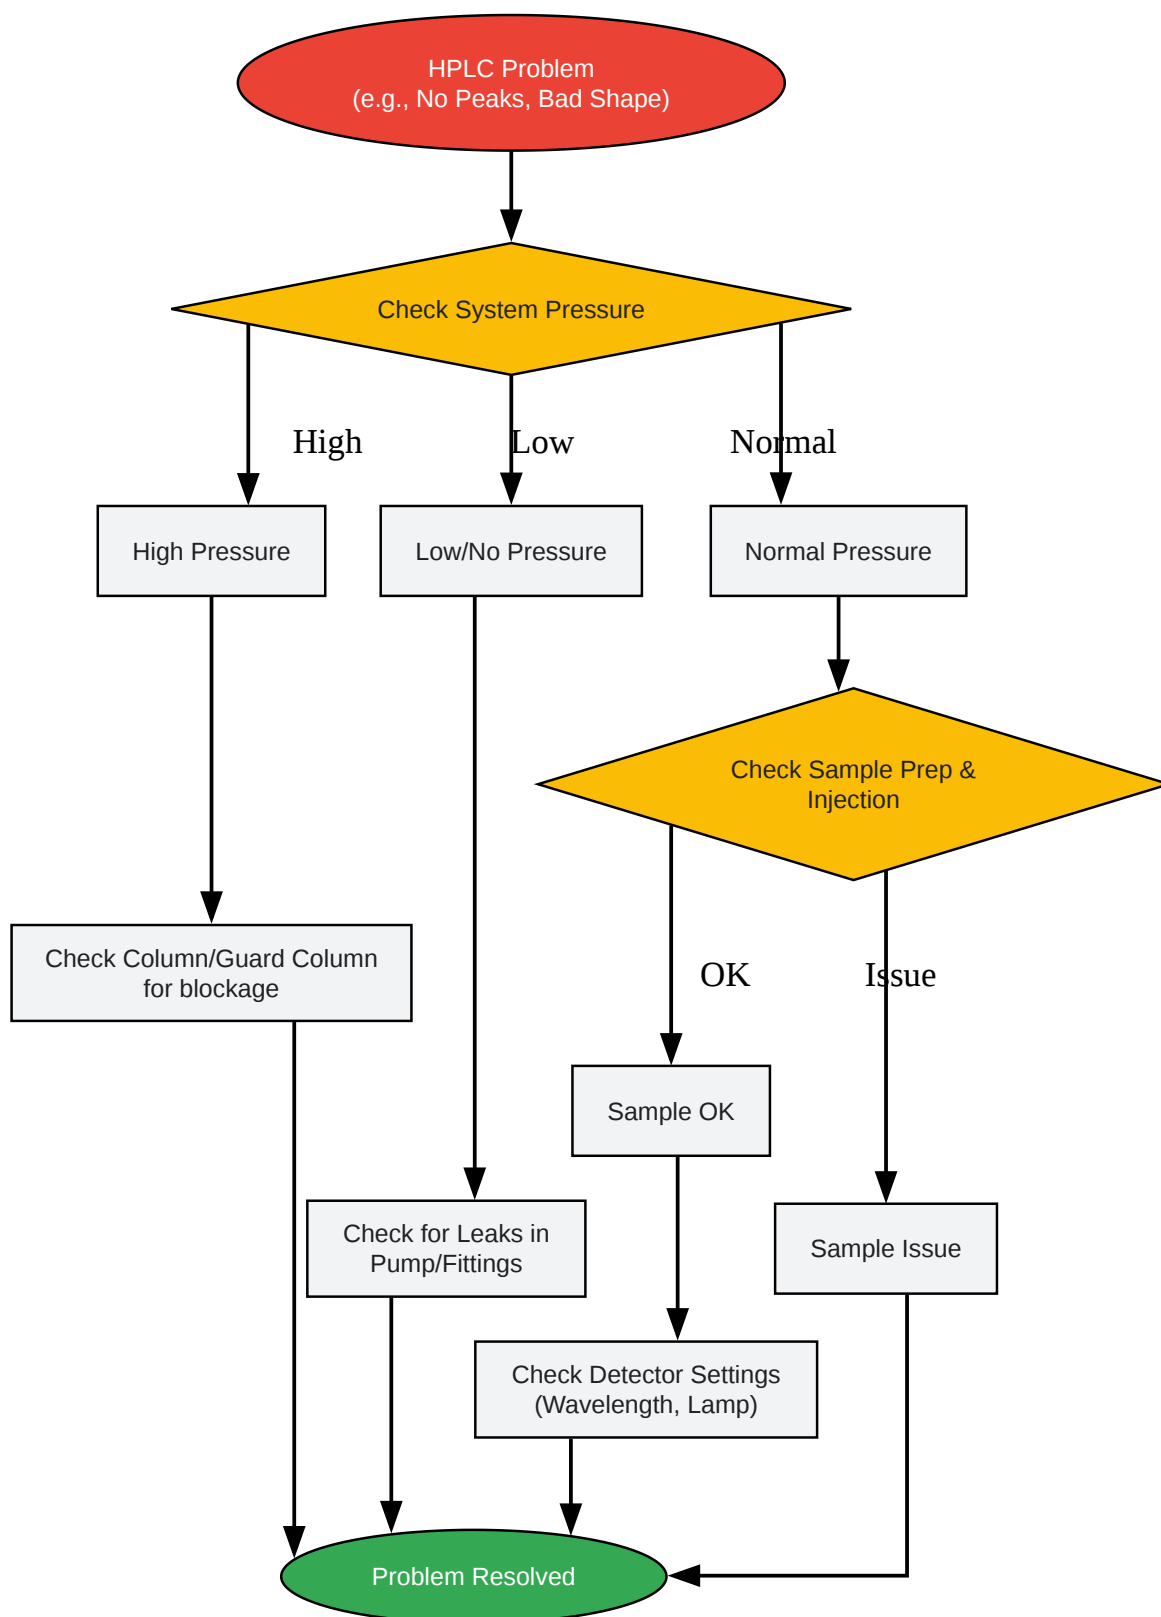 HPLC Problem
(e.g., No Peaks, Bad Shape)
Check System Pressure
High
Low
Normal
High Pressure
Low/No Pressure
Normal Pressure
Check Sample Prep &
Injection
Check Column/Guard Column
for blockage
OK
Issue
Sample OK
Check for Leaks in
Pump/Fittings
Sample Issue
Check Detector Settings
(Wavelength, Lamp)
Problem Resolved